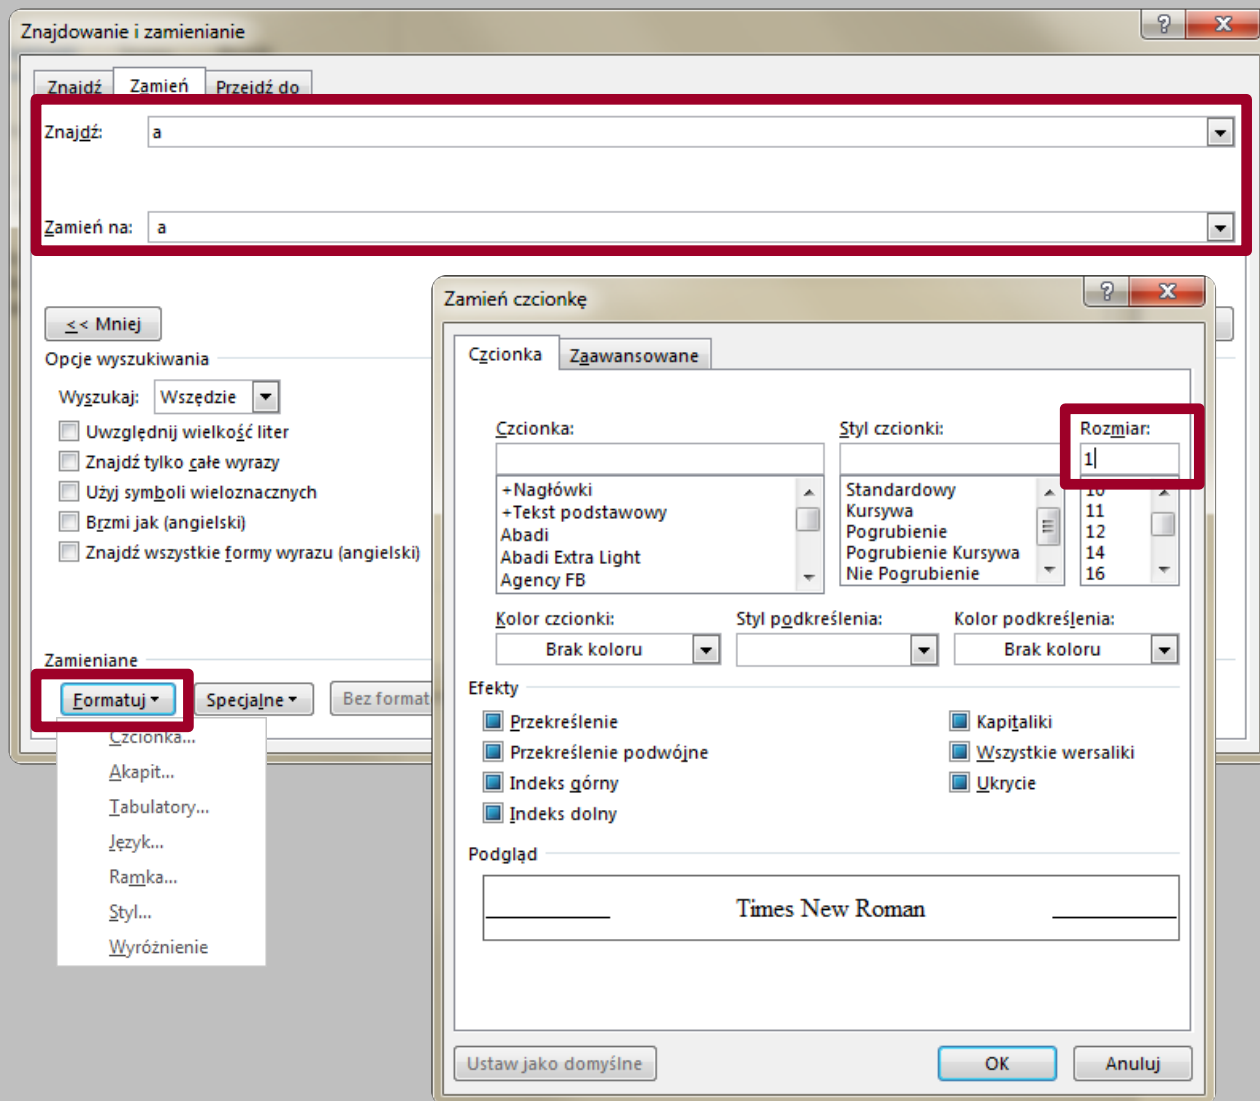 Znajdowanie i zamienianie
Znajdź Zamień Przejdź do
Znajdź: a
Zamień na: a
<< Mniej
Opcje wyszukiwania
Wyszukaj: Wszędzie
Uwzględnij wielkość liter
Znajdź tylko całe wyrazy
Użyj symboli wieloznacznych
Brzmi jak (angielski)
Znajdź wszystkie formy wyrazu (angielski)
Zamieniane
Formatuj Specjalne Bez format
Czcionka...
Akapit...
Tabulatory...
Język...
Ramka...
Styl...
Wyróżnienie
Zamień czcionkę
Czcionka Zaawansowane
Czcionka: Styl czcionki: Rozmiar:
1
+Nagłówki Standardowy 10
+Tekst podstawowy Kursywa 11
Abadi Pogrubienie 12
Abadi Extra Light Pogrubienie Kursywa 14
Agency FB Nie Pogrubienie 16
Kolor czcionki: Styl podkreślenia: Kolor podkreślenia:
Brak koloru Brak koloru
Efekty
Przekreślenie Kapitaliki
Przekreślenie podwójne Wszystkie wersaliki
Indeks górny Ukrycie
Indeks dolny
Podgląd
Times New Roman
Ustaw jako domyślne OK Anuluj